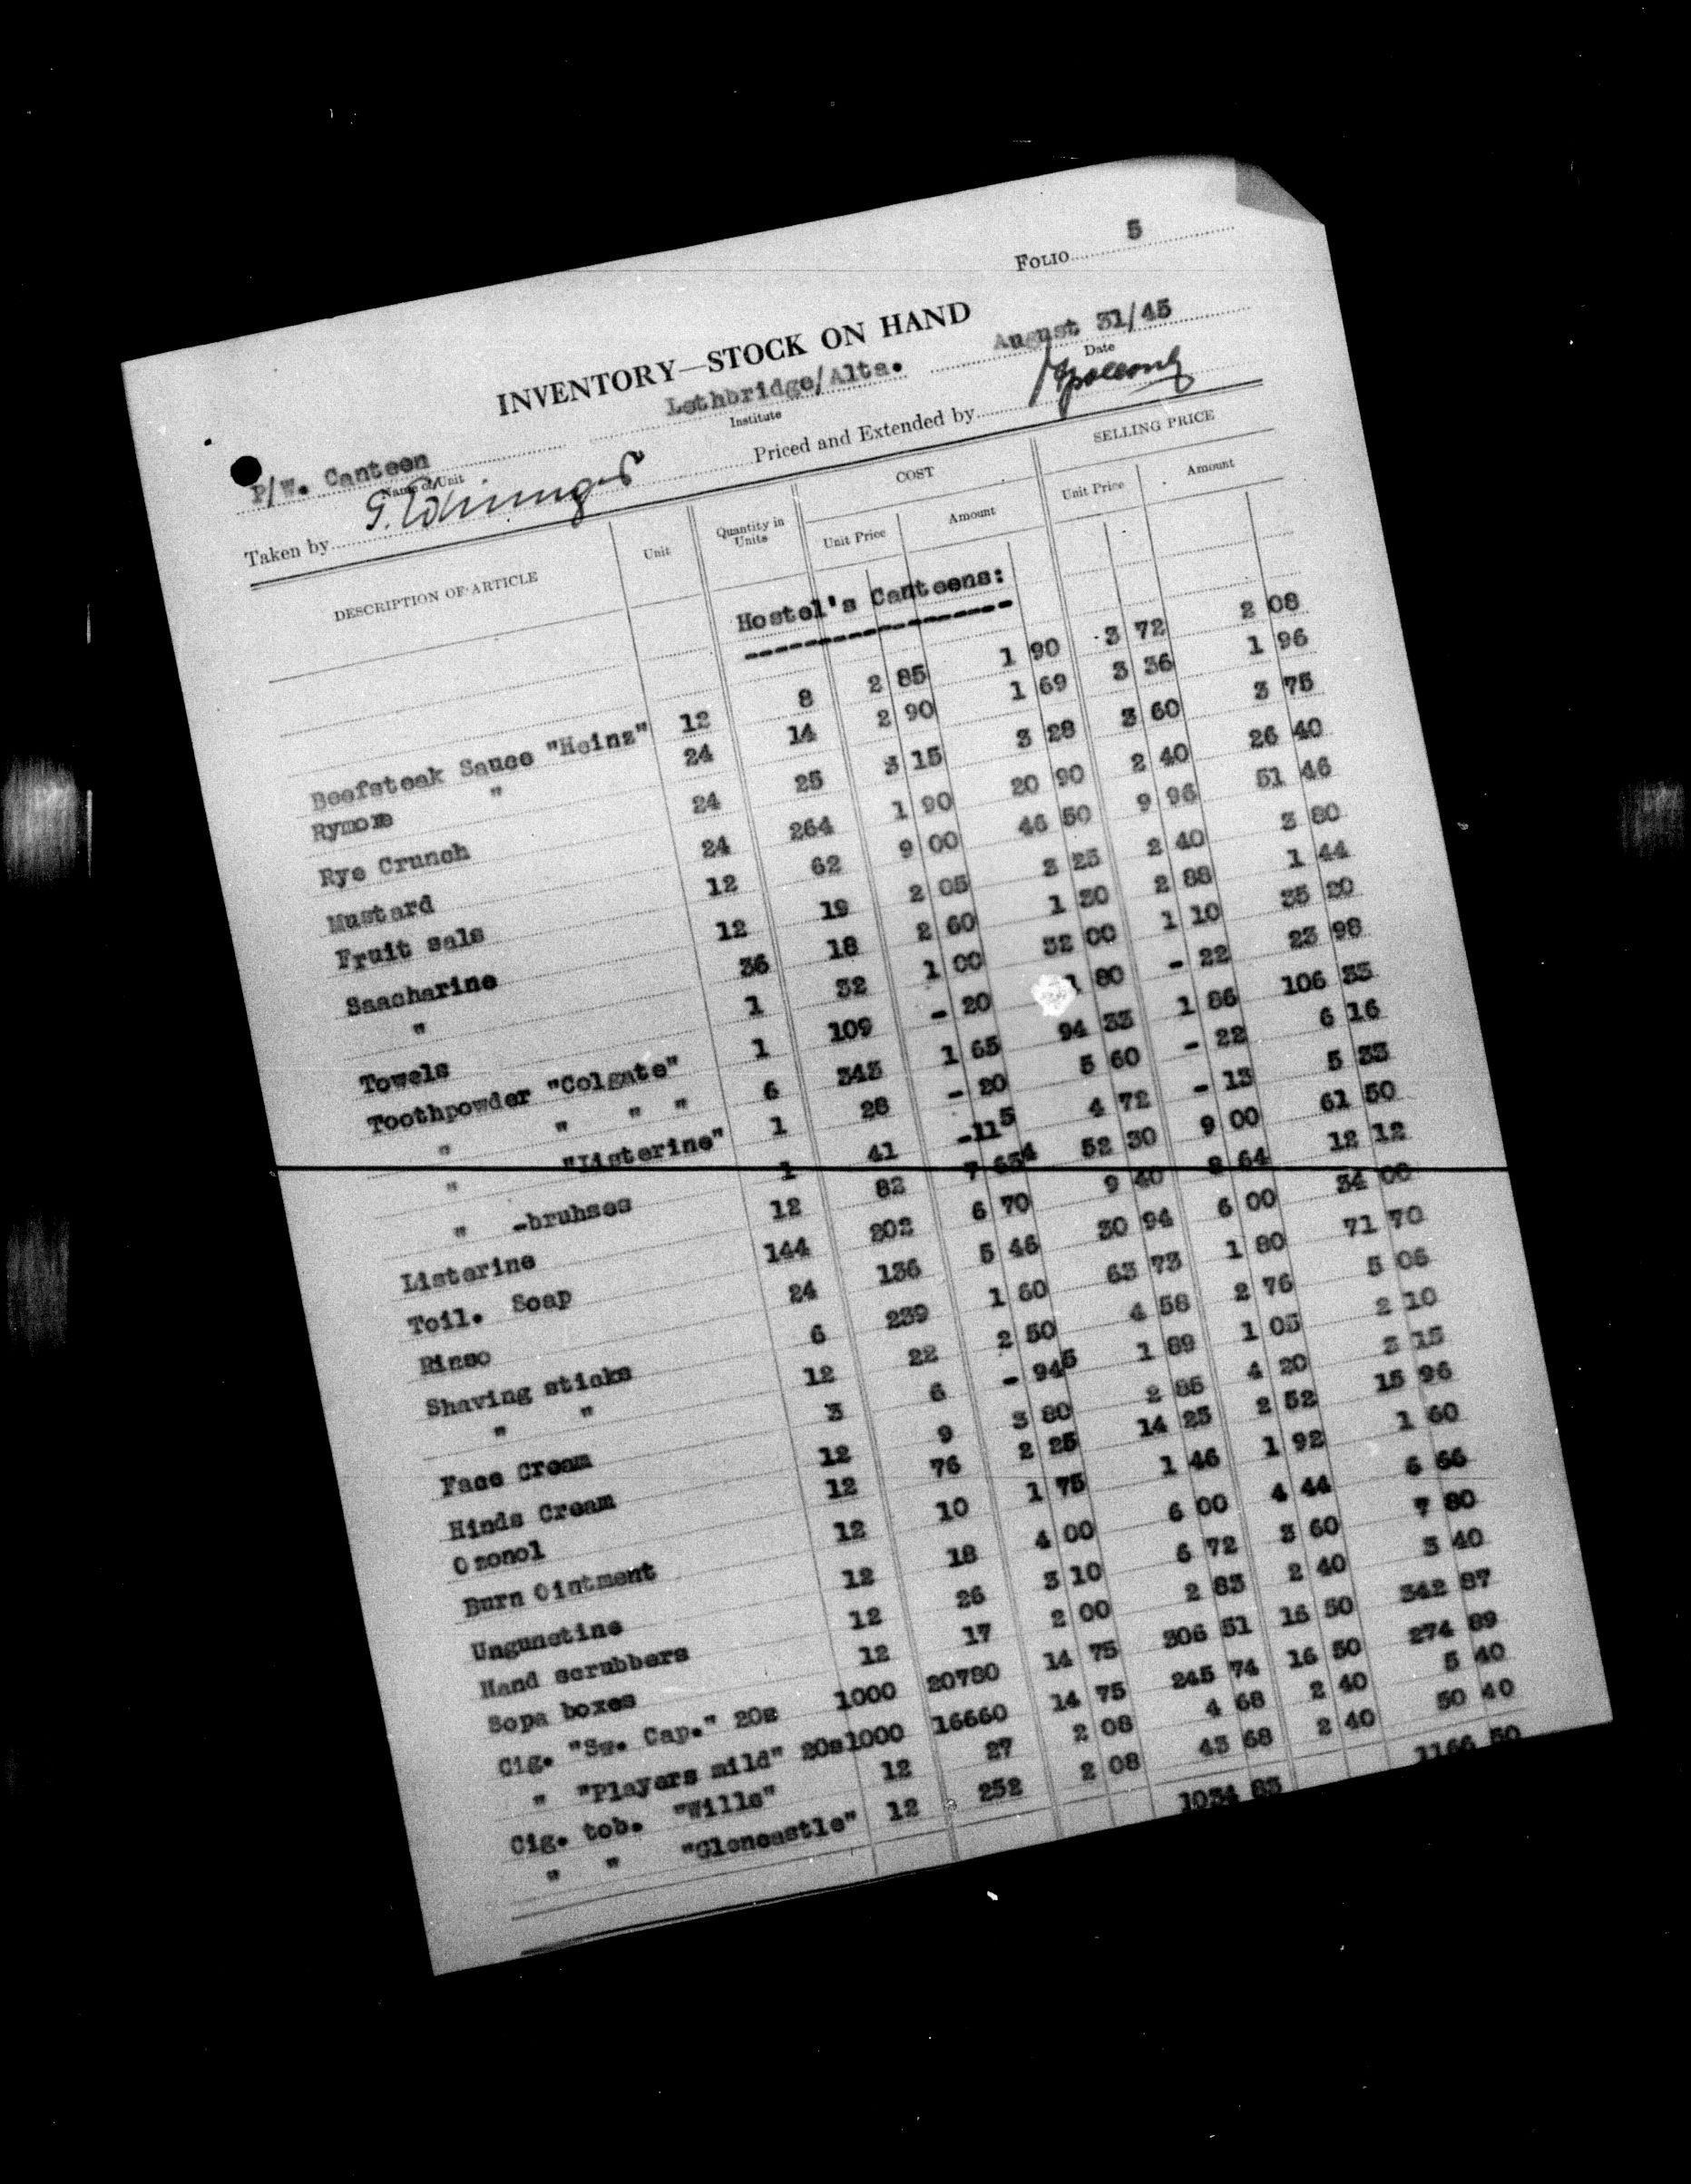 FOLIO 5
INVENTORY—STOCK ON HAND
P/W. Canteen Lethbridge/Alta. August 31/45
Name of Unit Institute Date
Taken by Priced and Extended by
DESCRIPTION OF ARTICLE Unit Quantity in Units COST SELLING PRICE
Unit Price Amount Unit Price Amount
Hostel's Canteens:
Beefsteak Sauce "Heinz" 12 8 2 85 1 90 3 72 2 08
Rymore " 24 14 2 90 1 69 3 36 1 96
Rye Crunch 24 25 3 15 3 28 3 60 3 75
Mustard 24 264 1 90 20 90 2 40 26 40
Fruit sals 12 62 9 00 46 50 9 96 51 46
Saacharine 12 19 2 05 3 25 2 40 3 80
" 36 18 2 60 1 30 2 88 1 44
Towels 1 32 1 00 32 00 1 10 35 20
Toothpowder "Colgate" 1 109 - 20 1 80 - 22 23 98
" " " " 6 343 1 65 94 33 1 86 106 33
" "Listerine" 1 28 - 20 5 60 - 22 6 16
" -bruhses 1 41 -11 5 4 72 - 13 5 33
Listerine 12 82 7 65 4 52 30 9 00 61 50
Toil. Soap 144 202 6 70 9 40 8 64 12 12
Rinso 24 136 5 46 30 94 6 00 34 00
Shaving sticks 6 239 1 60 63 73 1 80 71 70
" " 12 22 2 50 4 58 2 76 5 06
Face Cream 3 6 - 94 5 1 89 1 05 2 10
Hinds Cream 12 9 3 80 2 85 4 20 3 15
Ozonol 12 76 2 25 14 25 2 52 15 96
Burn Ointment 12 10 1 75 1 46 1 92 1 60
Ungunetine 12 18 4 00 6 00 4 44 6 66
Hand scrubbers 12 26 3 10 6 72 3 60 7 80
Sopa boxes 12 17 2 00 2 83 2 40 3 40
Cig. "Sw. Cap." 20s 1000 20780 14 75 306 51 16 50 342 87
" "Players mild" 20s 1000 16660 14 75 245 74 16 50 274 89
Cig. tob. "Wills" 12 27 2 08 4 68 2 40 5 40
" " "Glencastle" 12 252 2 08 43 68 2 40 50 40
1034 83 1166 50